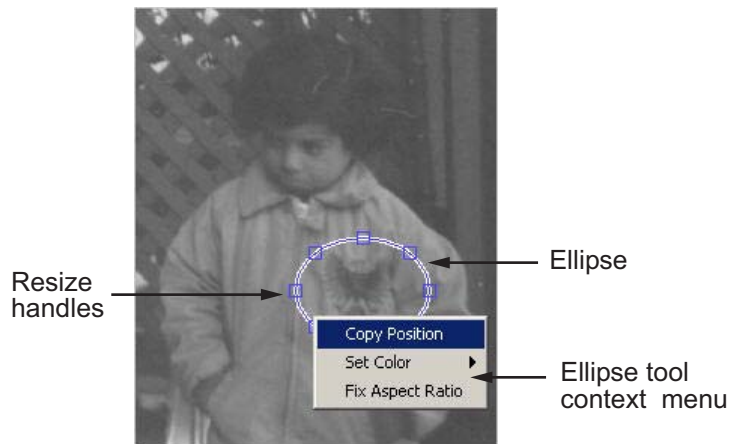 Ellipse
Resize
handles
Copy Position
Set Color
Fix Aspect Ratio
Ellipse tool
context menu